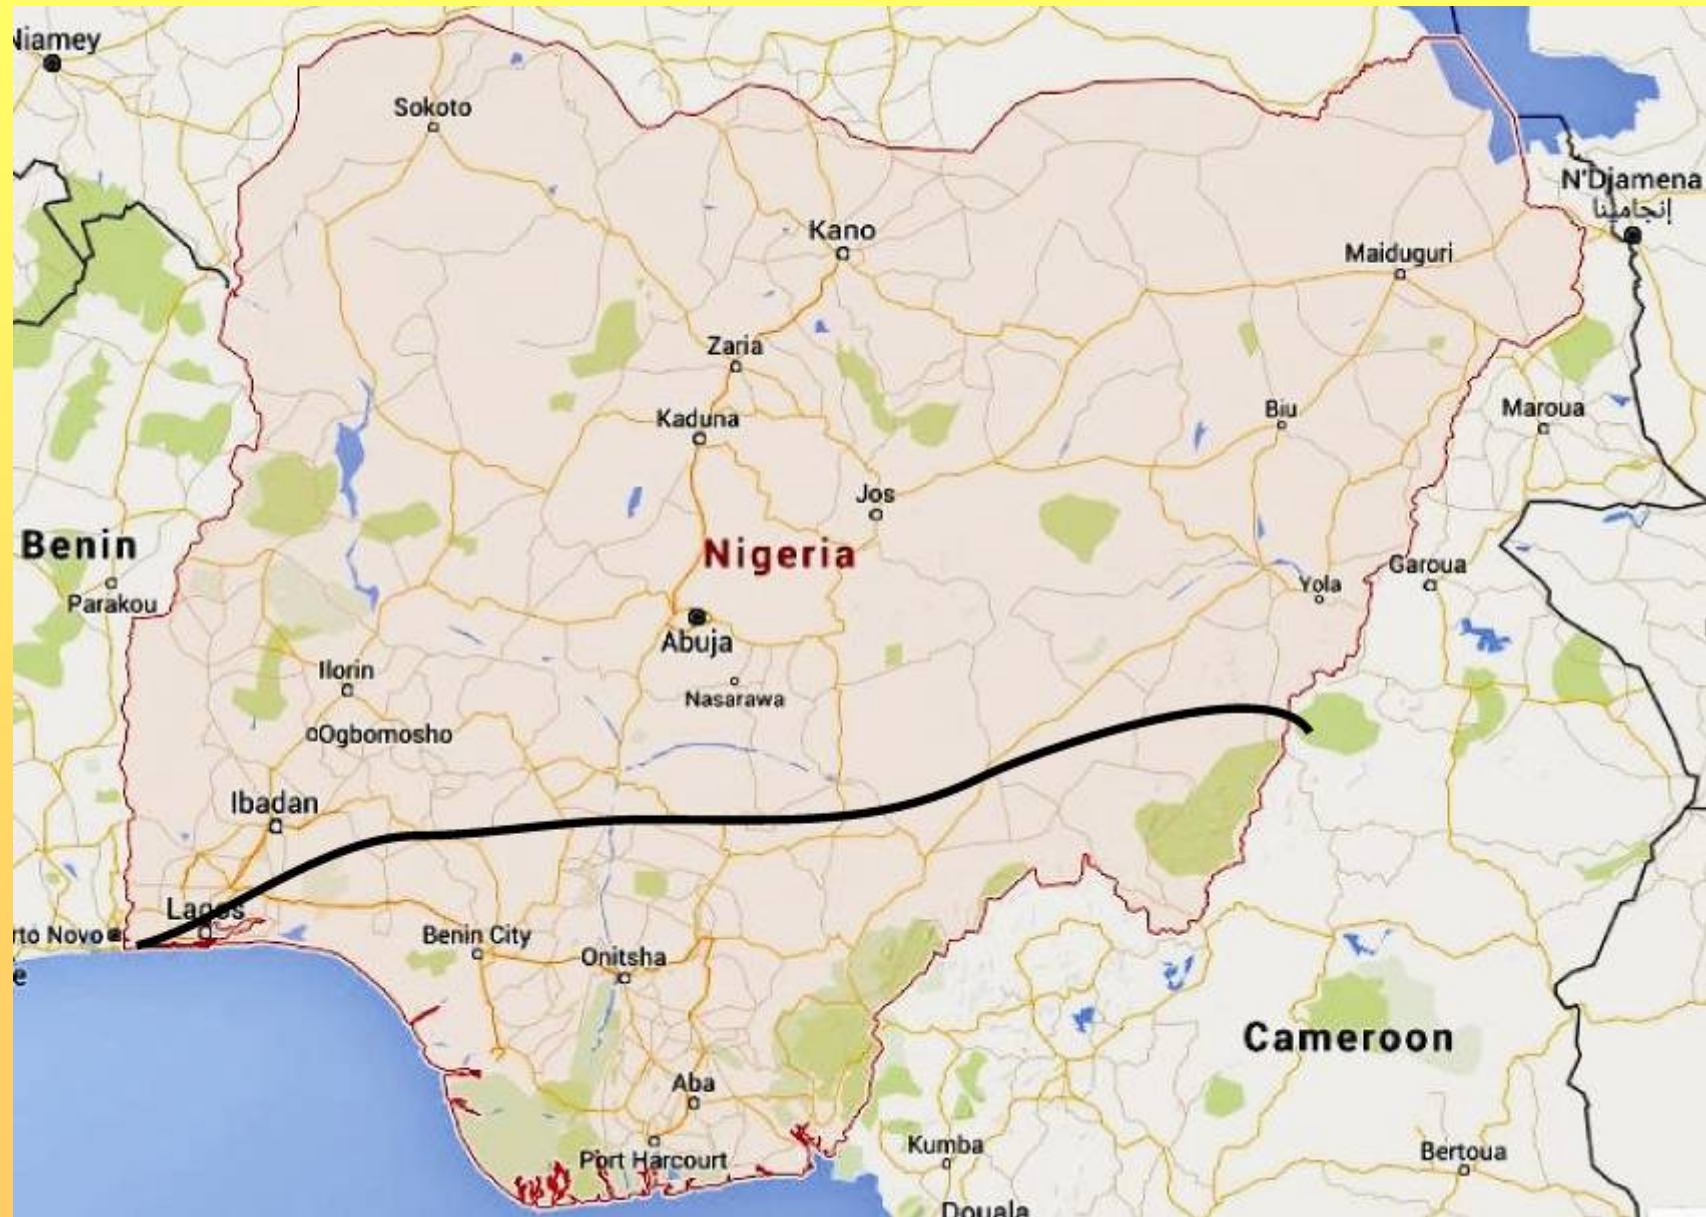 Niamey
Sokoto
N'Djamena
إنجامينا
Kano
Maiduguri
Zaria
Kaduna
Biu
Maroua
Jos
Benin
Nigeria
Garoua
Parakou
Yola
Abuja
Ilorin
Nasarawa
Ogbomosho
Ibadan
Lagos
rto Novo
Benin City
Onitsha
e
Cameroon
Aba
Port Harcourt
Kumba
Bertoua
Douala